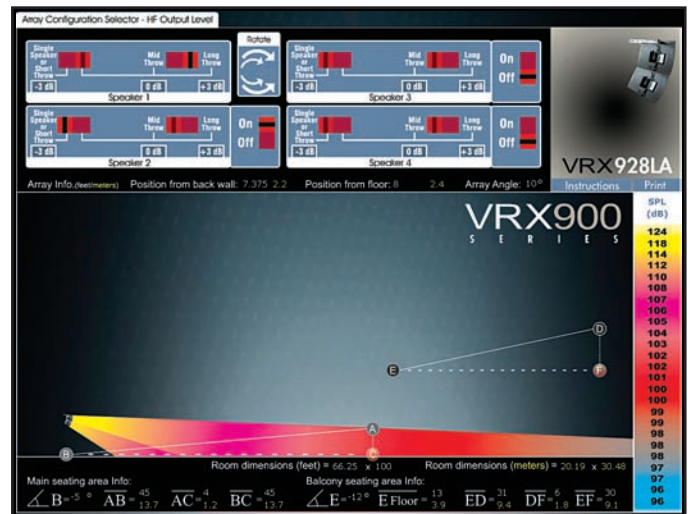 Array Configuration Selector - HF Output Level
Single Speaker or Short Throw
Mid Throw
Long Throw
-3 dB
0 dB
+3 dB
Speaker 1
Rotate
Single Speaker or Short Throw
Mid Throw
Long Throw
-3 dB
0 dB
+3 dB
Speaker 3
On
Off
Single Speaker or Short Throw
Mid Throw
Long Throw
-3 dB
0 dB
+3 dB
Speaker 2
On
Off
Single Speaker or Short Throw
Mid Throw
Long Throw
-3 dB
0 dB
+3 dB
Speaker 4
On
Off
VRX928LA
Array Info.(feet/meters) Position from back wall: 7.375 2.2 Position from floor: 8 2.4 Array Angle: 10°
Instructions Print
VRX900
SERIES
SPL
(dB)
124
118
114
112
110
108
107
106
105
104
103
102
102
101
100
100
99
99
98
98
97
97
96
96
D
E
F
A
B
C
Room dimensions (feet) = 66.25 x 100 Room dimensions (meters) = 20.19 x 30.48
Main seating area Info:
Balcony seating area Info:
B=-5 ° AB= 45 13.7 AC= 4 1.2 BC= 45 13.7
E=-12° E Floor= 13 3.9 ED= 31 9.4 DF= 6 1.8 EF= 30 9.1